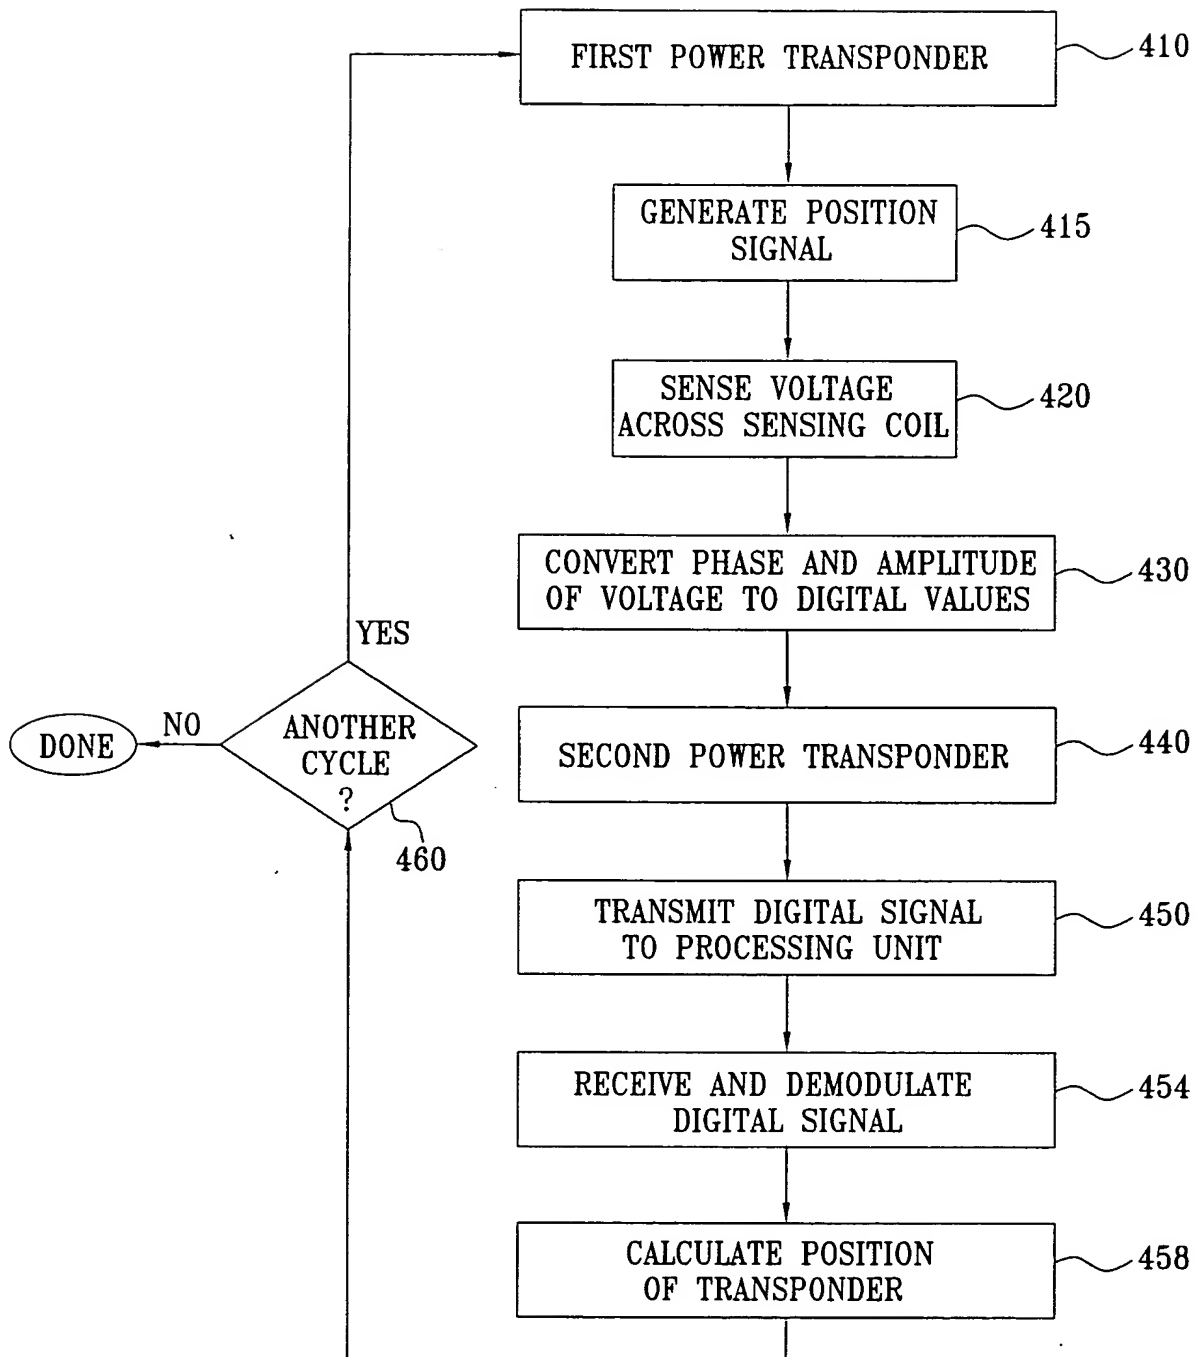 FIRST POWER TRANSPONDER
410
GENERATE POSITION
SIGNAL
415
SENSE VOLTAGE
ACROSS SENSING COIL
420
CONVERT PHASE AND AMPLITUDE
OF VOLTAGE TO DIGITAL VALUES
430
YES
NO
DONE
ANOTHER
CYCLE
?
460
SECOND POWER TRANSPONDER
440
TRANSMIT DIGITAL SIGNAL
TO PROCESSING UNIT
450
RECEIVE AND DEMODULATE
DIGITAL SIGNAL
454
CALCULATE POSITION
OF TRANSPONDER
458